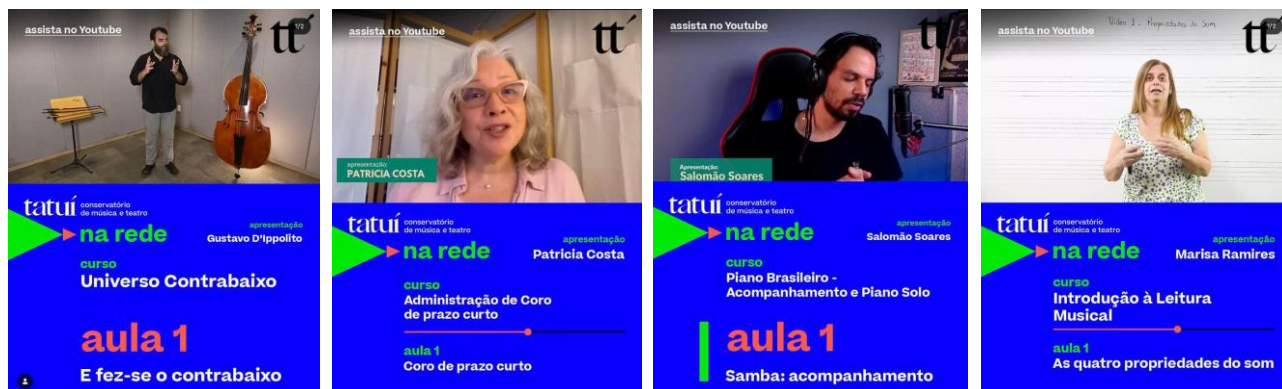 assista no Youtube
1/2
tt
tatuí conservatório
de música e teatro
na rede
apresentação
Gustavo D'Ippolito
curso
Universo Contrabaixo
aula 1
E fez-se o contrabaixo
assista no Youtube
tt
apresentação:
PATRICIA COSTA
tatuí conservatório
de música e teatro
na rede
apresentação
Patricia Costa
curso
Administração de Coro
de prazo curto
aula 1
Coro de prazo curto
assista no Youtube
tt
Apresentação:
Salomão Soares
tatuí conservatório
de música e teatro
na rede
apresentação
Salomão Soares
curso
Piano Brasileiro -
Acompanhamento e Piano Solo
aula 1
Samba: acompanhamento
Vídeo 1 - Propriedades do Som
assista no Youtube
1/2
tt
tatuí conservatório
de música e teatro
na rede
apresentação
Marisa Ramires
curso
Introdução à Leitura
Musical
aula 1
As quatro propriedades do som